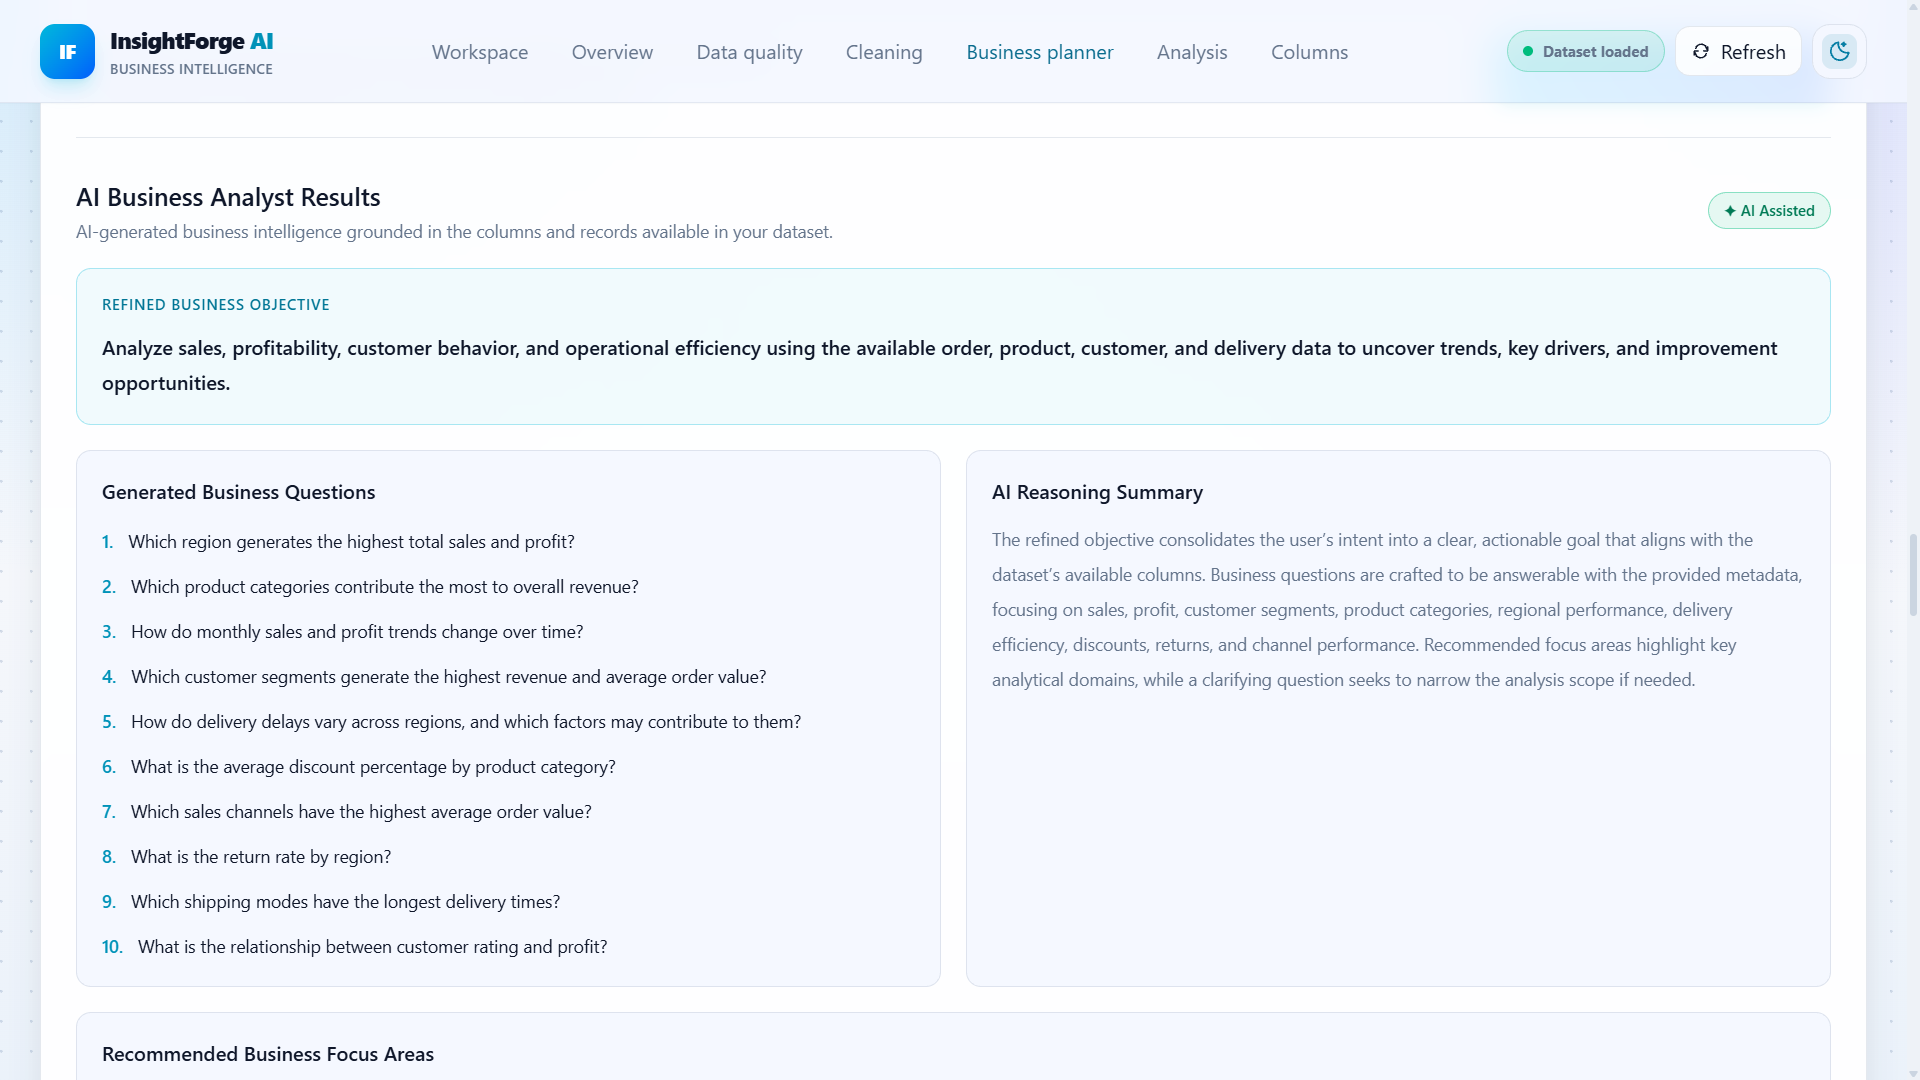 IF
InsightForge AI
BUSINESS INTELLIGENCE
Workspace
Overview
Data quality
Cleaning
Business planner
Analysis
Columns
Dataset loaded
Refresh
AI Business Analyst Results
AI-generated business intelligence grounded in the columns and records available in your dataset.
✦ AI Assisted
REFINED BUSINESS OBJECTIVE
Analyze sales, profitability, customer behavior, and operational efficiency using the available order, product, customer, and delivery data to uncover trends, key drivers, and improvement
opportunities.
Generated Business Questions
1. Which region generates the highest total sales and profit?
2. Which product categories contribute the most to overall revenue?
3. How do monthly sales and profit trends change over time?
4. Which customer segments generate the highest revenue and average order value?
5. How do delivery delays vary across regions, and which factors may contribute to them?
6. What is the average discount percentage by product category?
7. Which sales channels have the highest average order value?
8. What is the return rate by region?
9. Which shipping modes have the longest delivery times?
10. What is the relationship between customer rating and profit?
AI Reasoning Summary
The refined objective consolidates the user’s intent into a clear, actionable goal that aligns with the
dataset’s available columns. Business questions are crafted to be answerable with the provided metadata,
focusing on sales, profit, customer segments, product categories, regional performance, delivery
efficiency, discounts, returns, and channel performance. Recommended focus areas highlight key
analytical domains, while a clarifying question seeks to narrow the analysis scope if needed.
Recommended Business Focus Areas